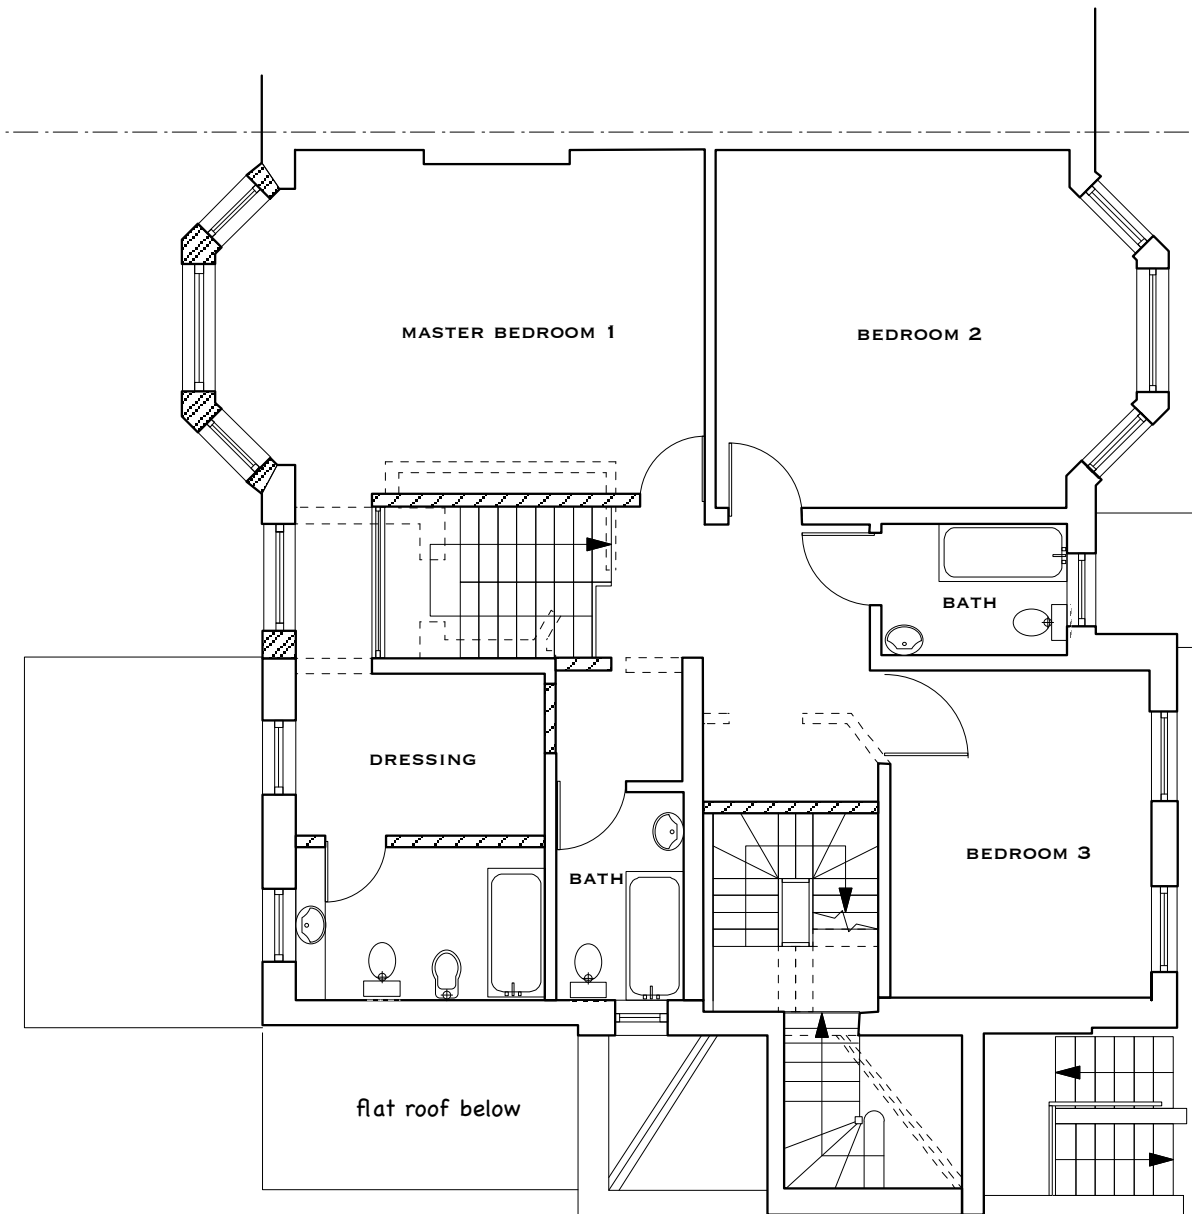 MASTER BEDROOM 1
BEDROOM 2
BATH
DRESSING
BEDROOM 3
BATH
flat roof below